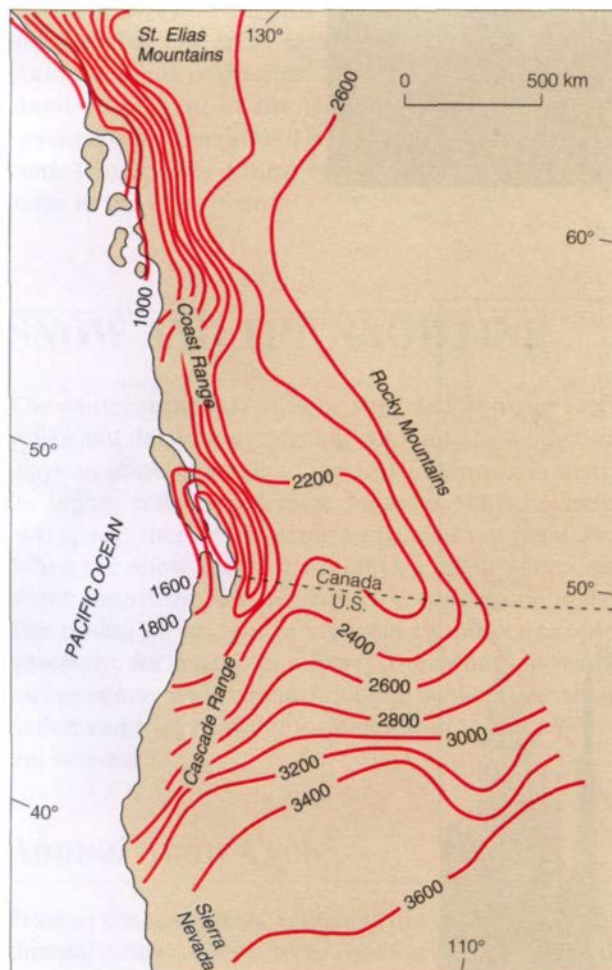 St. Elias
Mountains
130°
2600
0 500 km
60°
1000
Coast Range
Rocky Mountains
50°
2200
PACIFIC OCEAN
1600
1800
Canada
U.S.
50°
2400
2600
2800
3000
Cascade Range
3200
3400
40°
3600
Sierra
Nevada
110°